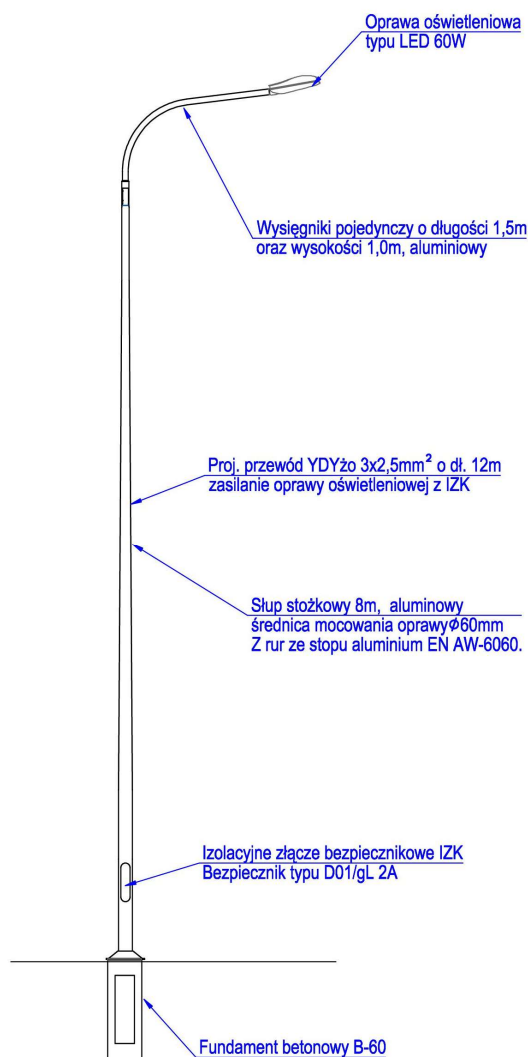 Oprawa oświetleniowa
typu LED 60W
Wysięgniki pojedynczy o długości 1,5m
oraz wysokości 1,0m, aluminiowy
Proj. przewód YDYżo 3x2,5mm² o dł. 12m
zasilanie oprawy oświetleniowej z IZK
Słup stożkowy 8m, aluminowy
średnica mocowania oprawyϕ60mm
Z rur ze stopu aluminium EN AW-6060.
Izolacyjne złącze bezpiecznikowe IZK
Bezpiecznik typu D01/gL 2A
Fundament betonowy B-60